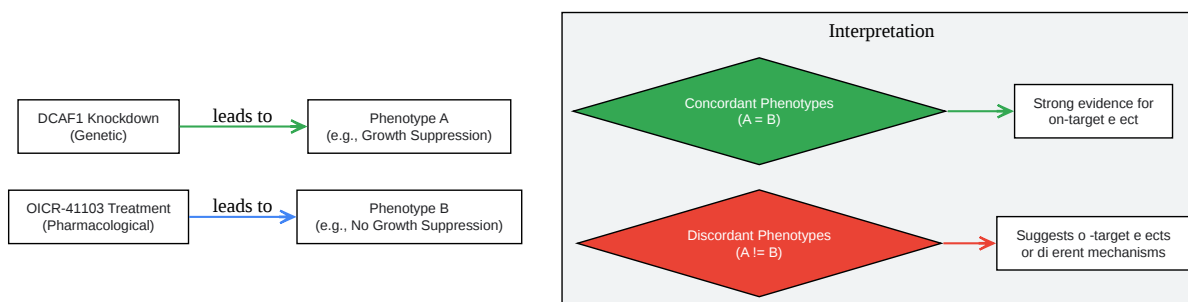 DCAF1 Knockdown
(Genetic)
leads to
Phenotype A
(e.g., Growth Suppression)
OICR-41103 Treatment
(Pharmacological)
leads to
Phenotype B
(e.g., No Growth Suppression)
Interpretation
Concordant Phenotypes
(A = B)
Strong evidence for
on-target e ect
Discordant Phenotypes
(A != B)
Suggests o -target e ects
or di erent mechanisms